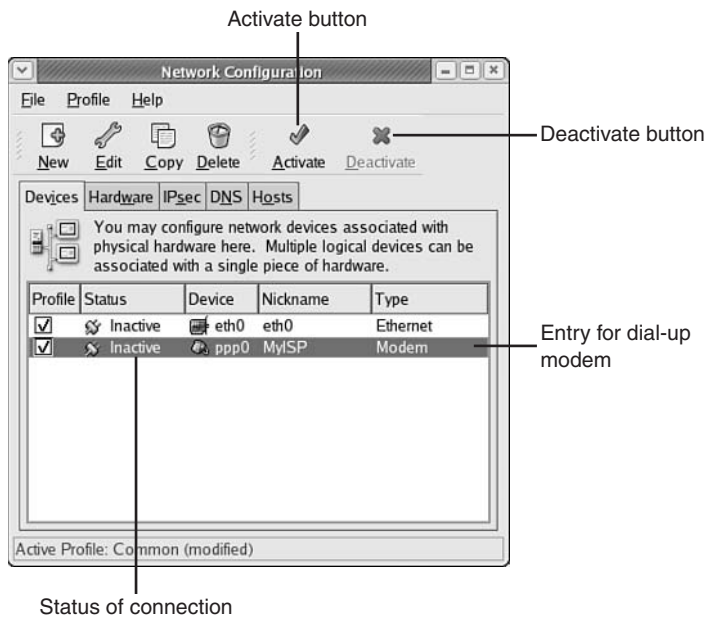 Activate button
Network Configuration
File Profile Help
New Edit Copy Delete Activate Deactivate
Deactivate button
Devices Hardware IPsec DNS Hosts
You may configure network devices associated with
physical hardware here. Multiple logical devices can be
associated with a single piece of hardware.
Profile Status Device Nickname Type
Inactive eth0 eth0 Ethernet
Inactive ppp0 MyISP Modem
Entry for dial-up
modem
Active Profile: Common (modified)
Status of connection